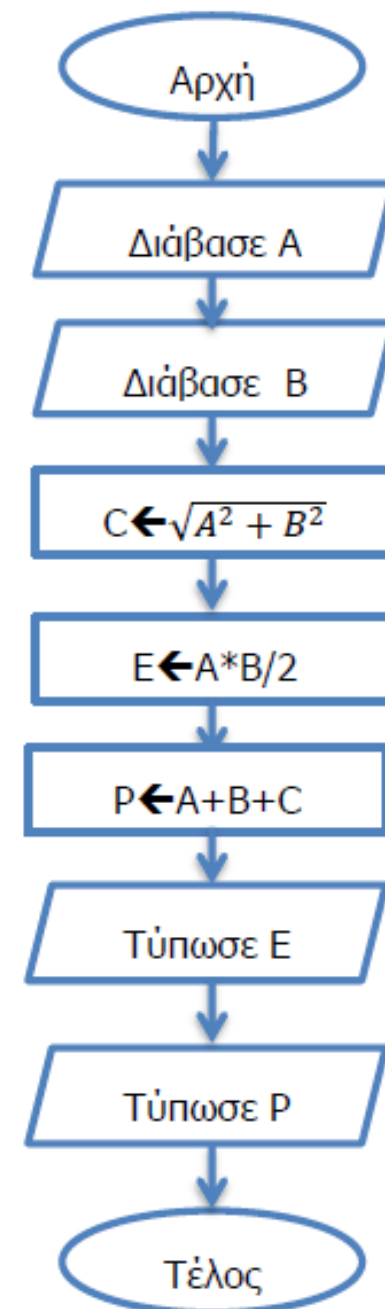 Αρχή
Διάβασε Α
Διάβασε Β
C🡸√A² + B²
E🡸A*B/2
P🡸A+B+C
Τύπωσε Ε
Τύπωσε Ρ
Τέλος